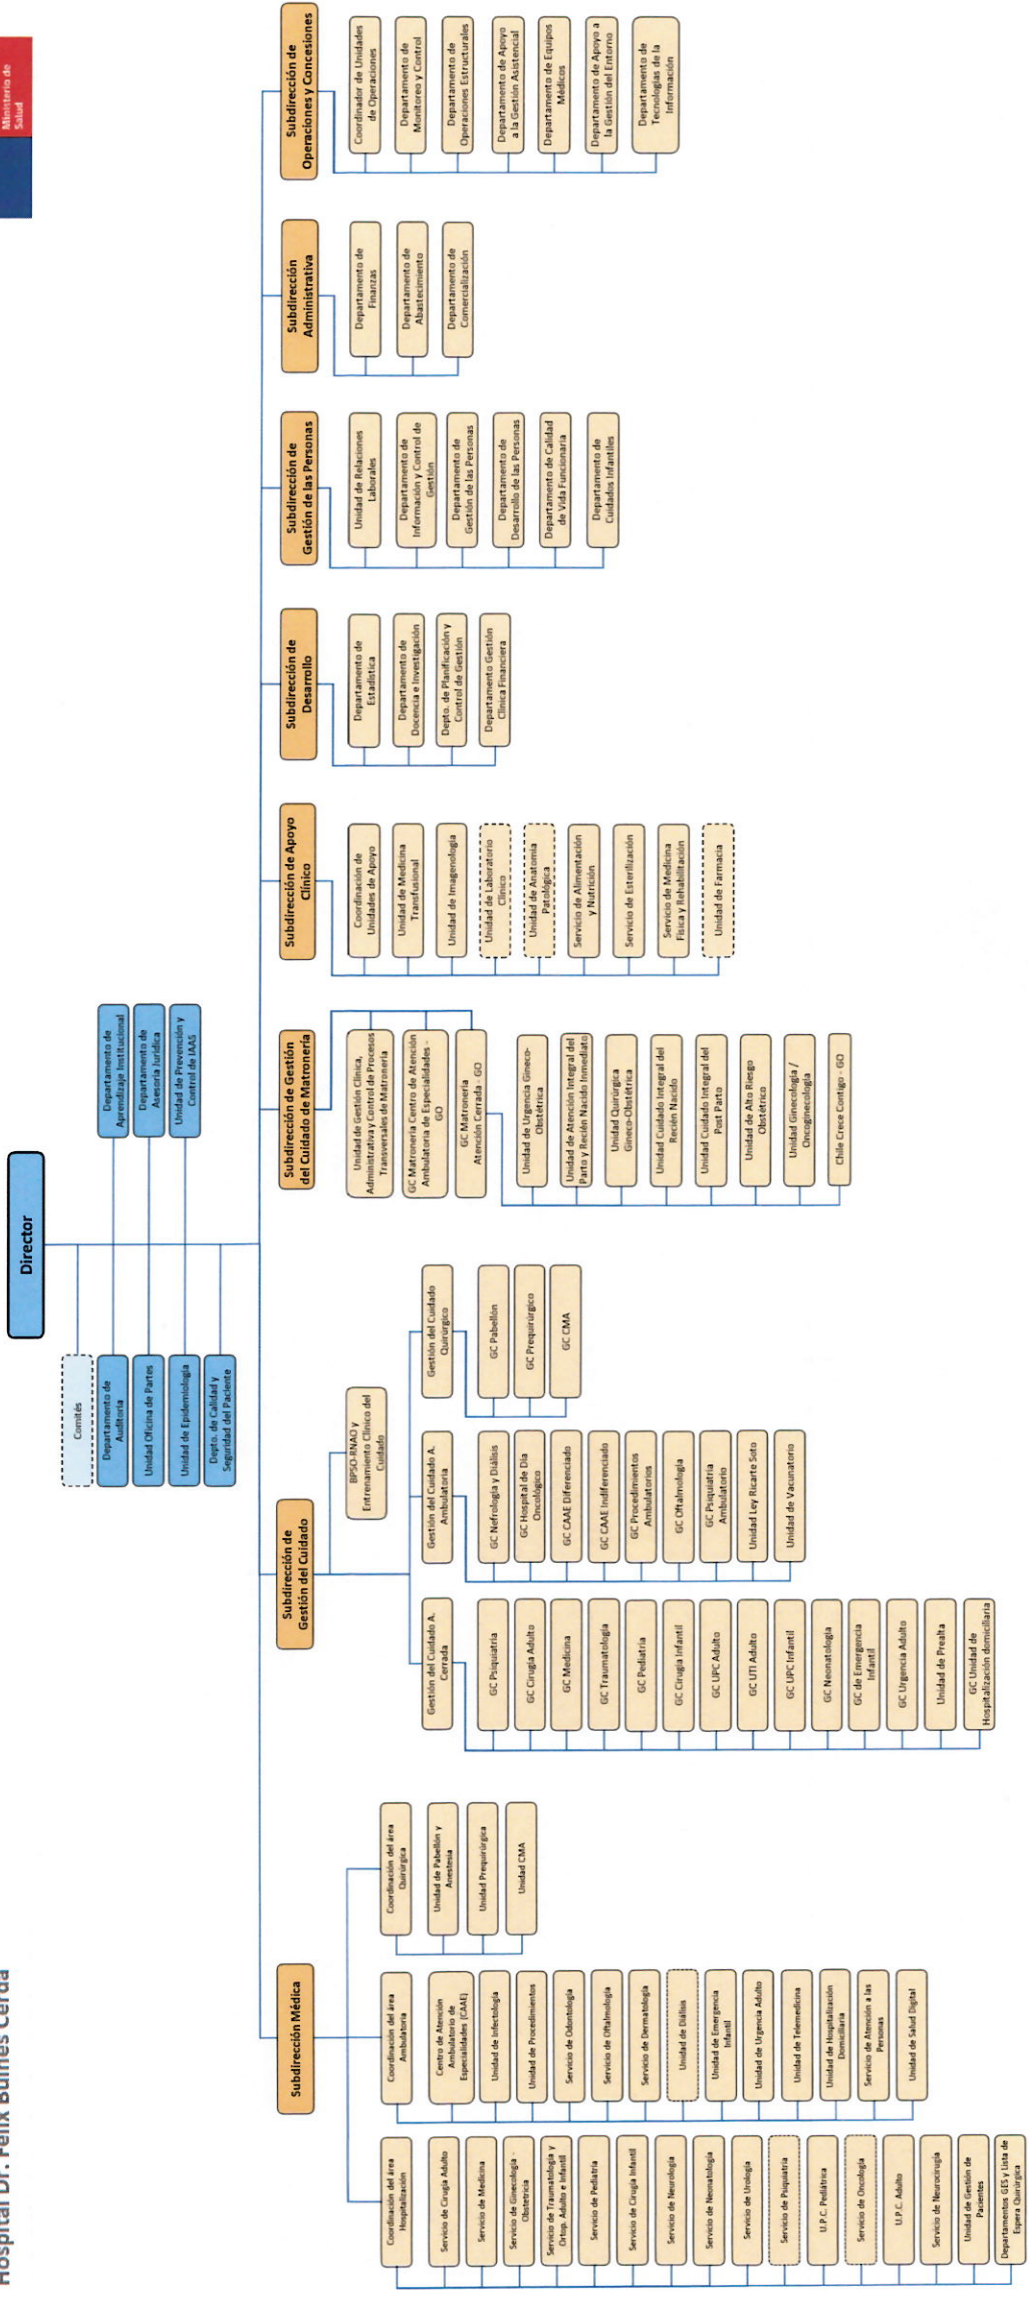 Hospital Dr. Félix Bulnes Cerda
Ministerio de
Salud
Director
Comités
Departamento de
Auditoría
Unidad Oficina de Partes
Unidad de Epidemiología
Depto. de Calidad y
Seguridad del Paciente
Departamento de
Aprendizaje Institucional
Departamento de
Asesoría Jurídica
Unidad de Prevención y
Control de IAAS
Subdirección Médica
Coordinación del área
Hospitalización
Servicio de Cirugía Adulto
Servicio de Medicina
Servicio de Ginecología -
Obstetricia
Servicio de Traumatología y
Ortop. Adulto e Infantil
Servicio de Pediatría
Servicio de Cirugía Infantil
Servicio de Neurología
Servicio de Neonatología
Servicio de Urología
Servicio de Psiquiatría
U.P.C. Pediátrica
Servicio de Oncología
U.P.C. Adulto
Servicio de Neurocirugía
Unidad de Gestión de
Pacientes
Departamentos GES y Lista de
Espera Quirúrgica
Coordinación del área
Ambulatoria
Centro de Atención
Ambulatorio de
Especialidades (CAAE)
Unidad de Infectología
Unidad de Procedimientos
Servicio de Odontología
Servicio de Oftalmología
Servicio de Dermatología
Unidad de Diálisis
Unidad de Emergencia
Infantil
Unidad de Urgencia Adulto
Unidad de Telemedicina
Unidad de Hospitalización
Domiciliaria
Servicio de Atención a las
Personas
Unidad de Salud Digital
Coordinación del área
Quirúrgica
Unidad de Pabellón y
Anestesia
Unidad Prequirúrgica
Unidad CMA
Subdirección de
Gestión del Cuidado
BPSO-RNAO y
Entrenamiento Clínico del
Cuidado
Gestión del Cuidado A.
Cerrada
GC Psiquiatría
GC Cirugía Adulto
GC Medicina
GC Traumatología
GC Pediatría
GC Cirugía Infantil
GC UPC Adulto
GC UTI Adulto
GC UPC Infantil
GC Neonatología
GC de Emergencia
Infantil
GC Urgencia Adulto
Unidad de Prealta
GC Unidad de
Hospitalización domiciliaria
Gestión del Cuidado A.
Ambulatoria
GC Nefrología y Diálisis
GC Hospital de Día
Oncológico
GC CAAE Diferenciado
GC CAAE Indiferenciado
GC Procedimientos
Ambulatorios
GC Oftalmología
GC Psiquiatría
Ambulatorio
Unidad Ley Ricarte Soto
Unidad de Vacunatorio
Gestión del Cuidado
Quirúrgico
GC Pabellón
GC Prequirúrgico
GC CMA
Subdirección de Gestión
del Cuidado de Matronería
Unidad de Gestión Clínica,
Administrativa y Control de Procesos
Transversales de Matronería
GC Matronería Centro de Atención
Ambulatoria de Especialidades -
GO
GC Matronería
Atención Cerrada - GO
Unidad de Urgencia Gineco-
Obstétrica
Unidad de Atención Integral del
Parto y Recién Nacido Inmediato
Unidad Quirúrgica
Gineco-Obstétrica
Unidad Cuidado Integral del
Recién Nacido
Unidad Cuidado Integral del
Post Parto
Unidad de Alto Riesgo
Obstétrico
Unidad Ginecología /
Oncoginecología
Chile Crece Contigo - GO
Subdirección de Apoyo
Clínico
Coordinación de
Unidades de Apoyo
Unidad de Medicina
Transfusional
Unidad de Imagenología
Unidad de Laboratorio
Clínico
Unidad de Anatomía
Patológica
Servicio de Alimentación
y Nutrición
Servicio de Esterilización
Servicio de Medicina
Física y Rehabilitación
Unidad de Farmacia
Subdirección de
Desarrollo
Departamento de
Estadística
Departamento de
Docencia e Investigación
Depto. de Planificación y
Control de Gestión
Departamento Gestión
Clínica Financiera
Subdirección de
Gestión de las Personas
Unidad de Relaciones
Laborales
Departamento de
Información y Control de
Gestión
Departamento de
Gestión de las Personas
Departamento de
Desarrollo de las Personas
Departamento de Calidad
de Vida Funcionaria
Departamento de
Cuidados Infantiles
Subdirección
Administrativa
Departamento de
Finanzas
Departamento de
Abastecimiento
Departamento de
Comercialización
Subdirección de
Operaciones y Concesiones
Coordinador de Unidades
de Operaciones
Departamento de
Monitoreo y Control
Departamento de
Operaciones Estructurales
Departamento de Apoyo
a la Gestión Asistencial
Departamento de Equipos
Médicos
Departamento de Apoyo a
la Gestión del Entorno
Departamento de
Tecnologías de la
Información